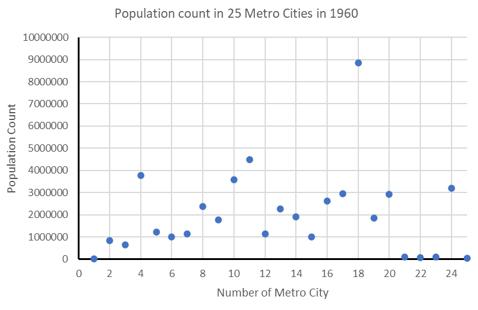 Population count in 25 Metro Cities in 1960
10000000
9000000
8000000
7000000
6000000
5000000
4000000
3000000
2000000
1000000
0
Population Count
0 2 4 6 8 10 12 14 16 18 20 22 24
Number of Metro City